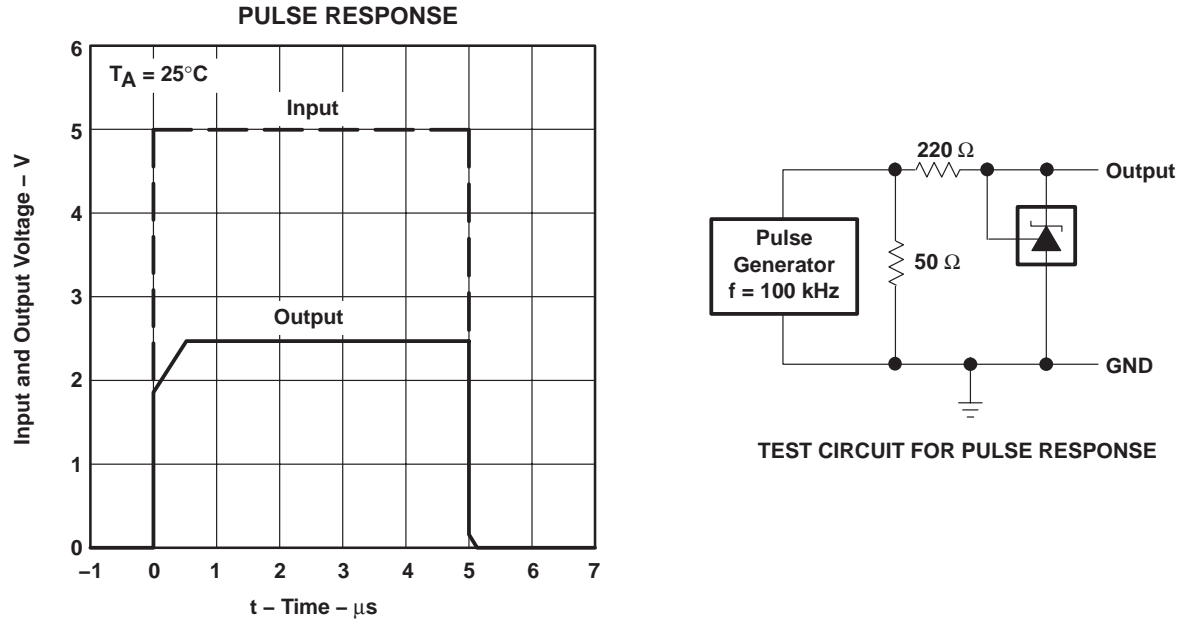 PULSE RESPONSE
Input and Output Voltage – V
6
5
4
3
2
1
0
TA = 25°C
Input
Output
–1 0 1 2 3 4 5 6 7
t – Time – μs
220 Ω
Output
Pulse
Generator
f = 100 kHz
50 Ω
GND
TEST CIRCUIT FOR PULSE RESPONSE